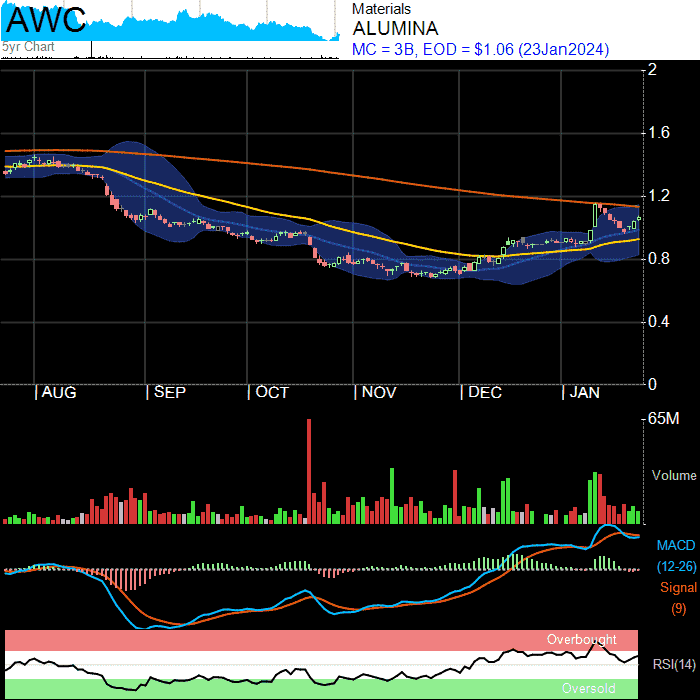 AWC
5yr Chart
Materials
ALUMINA
MC = 3B, EOD = $1.06 (23Jan2024)
2
1.6
1.2
0.8
0.4
0
| AUG | SEP | OCT | NOV | DEC | JAN
65M
Volume
MACD
(12-26)
Signal
(9)
Overbought
RSI(14)
Oversold